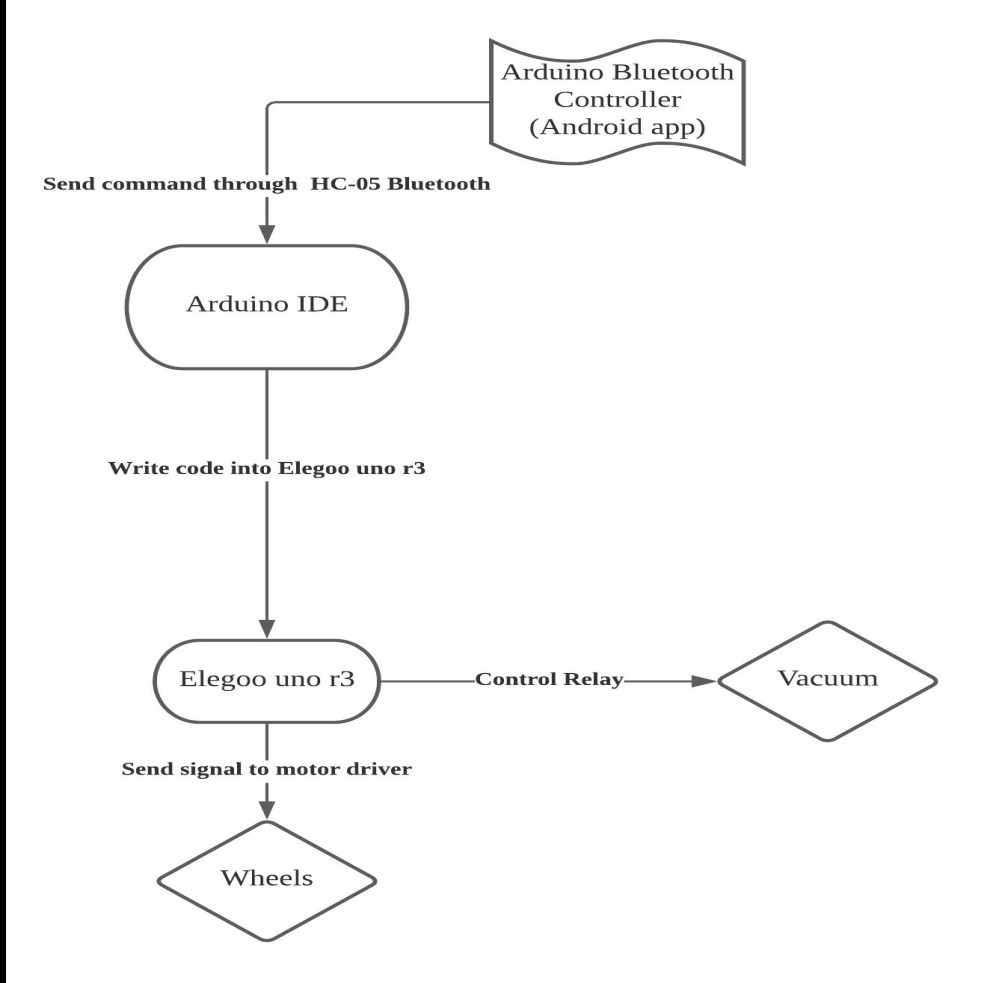 Arduino Bluetooth
Controller
(Android app)
Send command through  HC-05 Bluetooth
Arduino IDE
Write code into Elegoo uno r3
Elegoo uno r3
Control Relay
Vacuum
Send signal to motor driver
Wheels